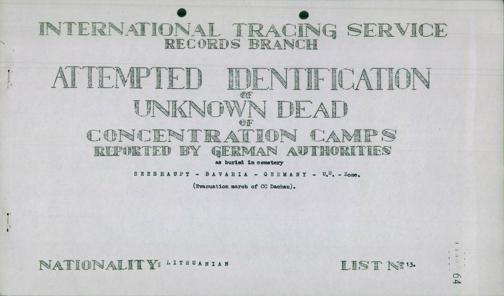 INTERNATIONAL TRACING SERVICE
RECORDS BRANCH
ATTEMPTED IDENTIFICATION
OF
UNKNOWN DEAD
OF
CONCENTRATION CAMPS
REPORTED BY GERMAN AUTHORITIES
as buried in cemetery
SEESHAUPT - BAVARIA - GERMANY - U.S. - Zone.
(Evacuation march of CC Dachau).
NATIONALITY: LITHUANIAN
LIST Nº 13.
64